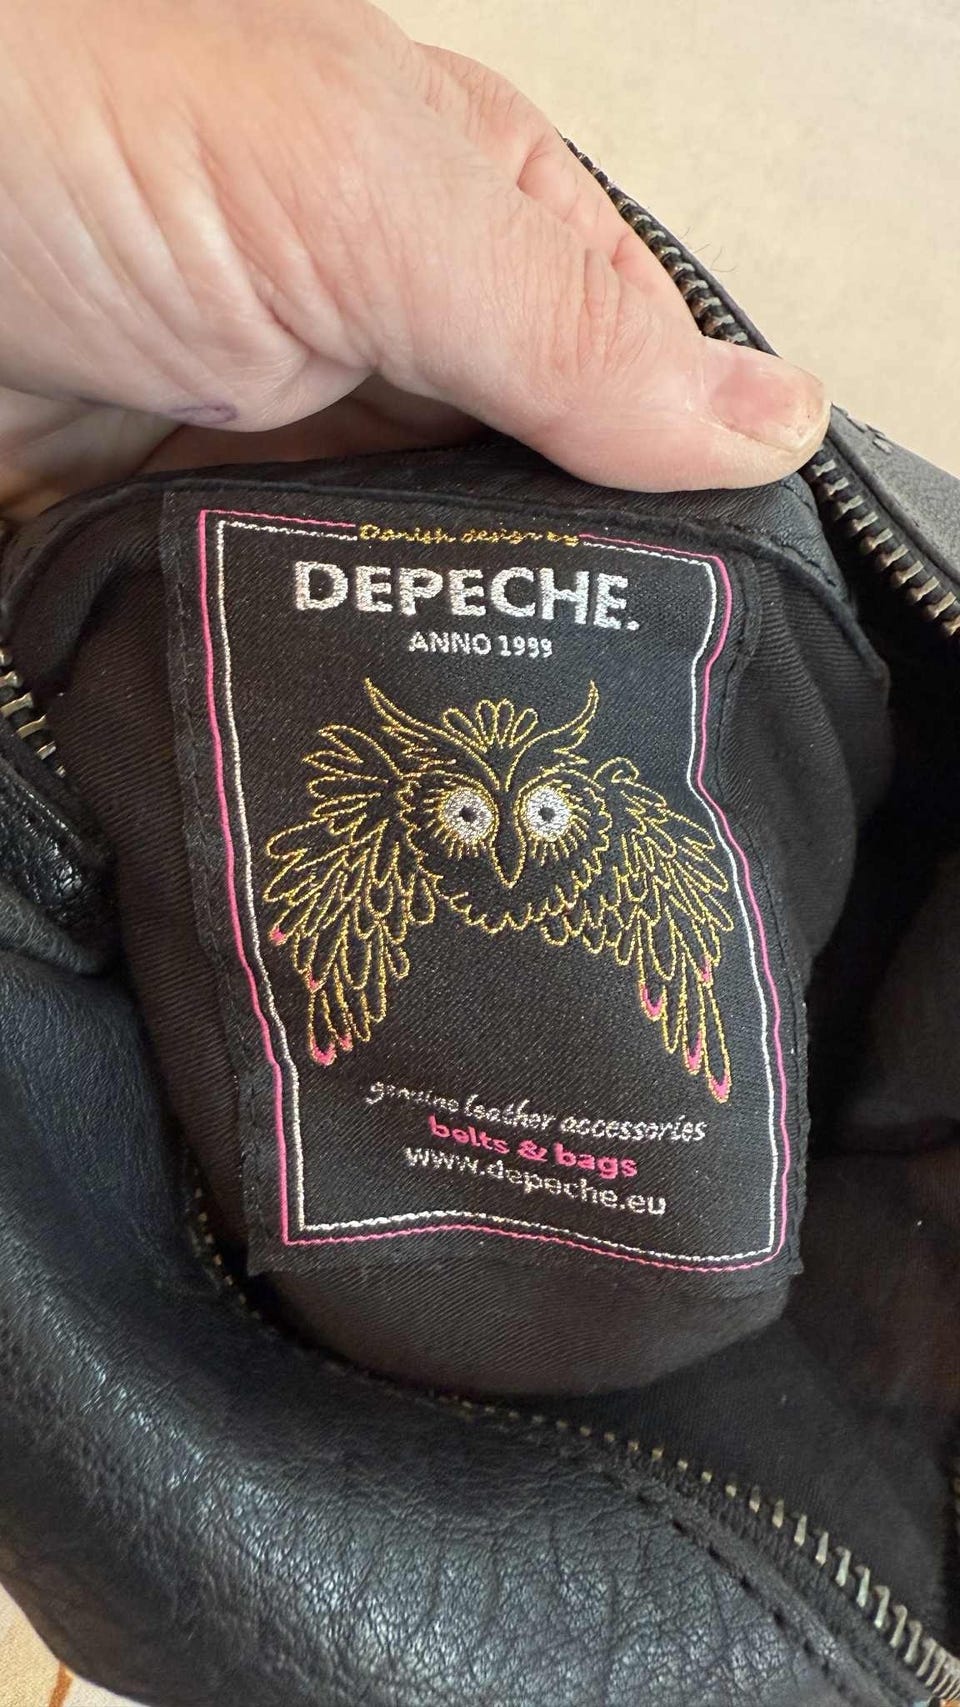 Danish design by
DEPECHE.
ANNO 1999
genuine leather accessories
belts & bags
www.depeche.eu